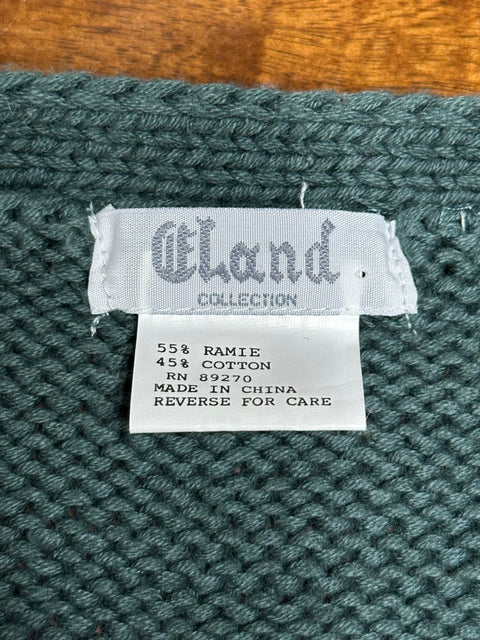 Eland
COLLECTION
55% RAMIE
45% COTTON
RN 89270
MADE IN CHINA
REVERSE FOR CARE